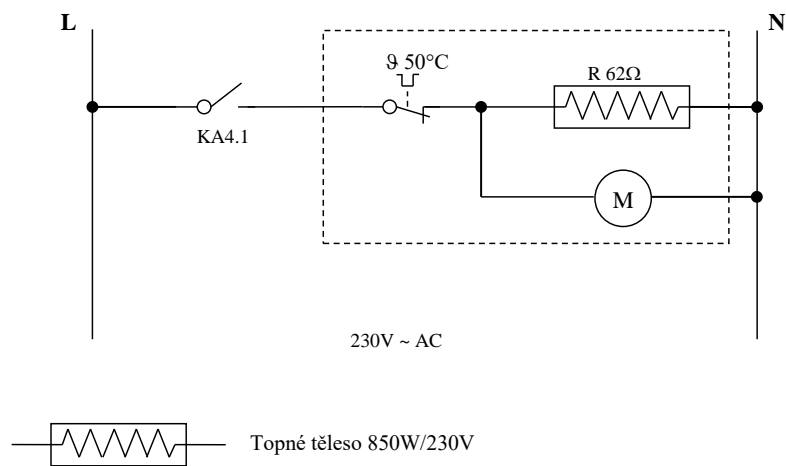 L
N
ϑ 50°C
R 62Ω
KA4.1
M
230V ~ AC
Topné těleso 850W/230V